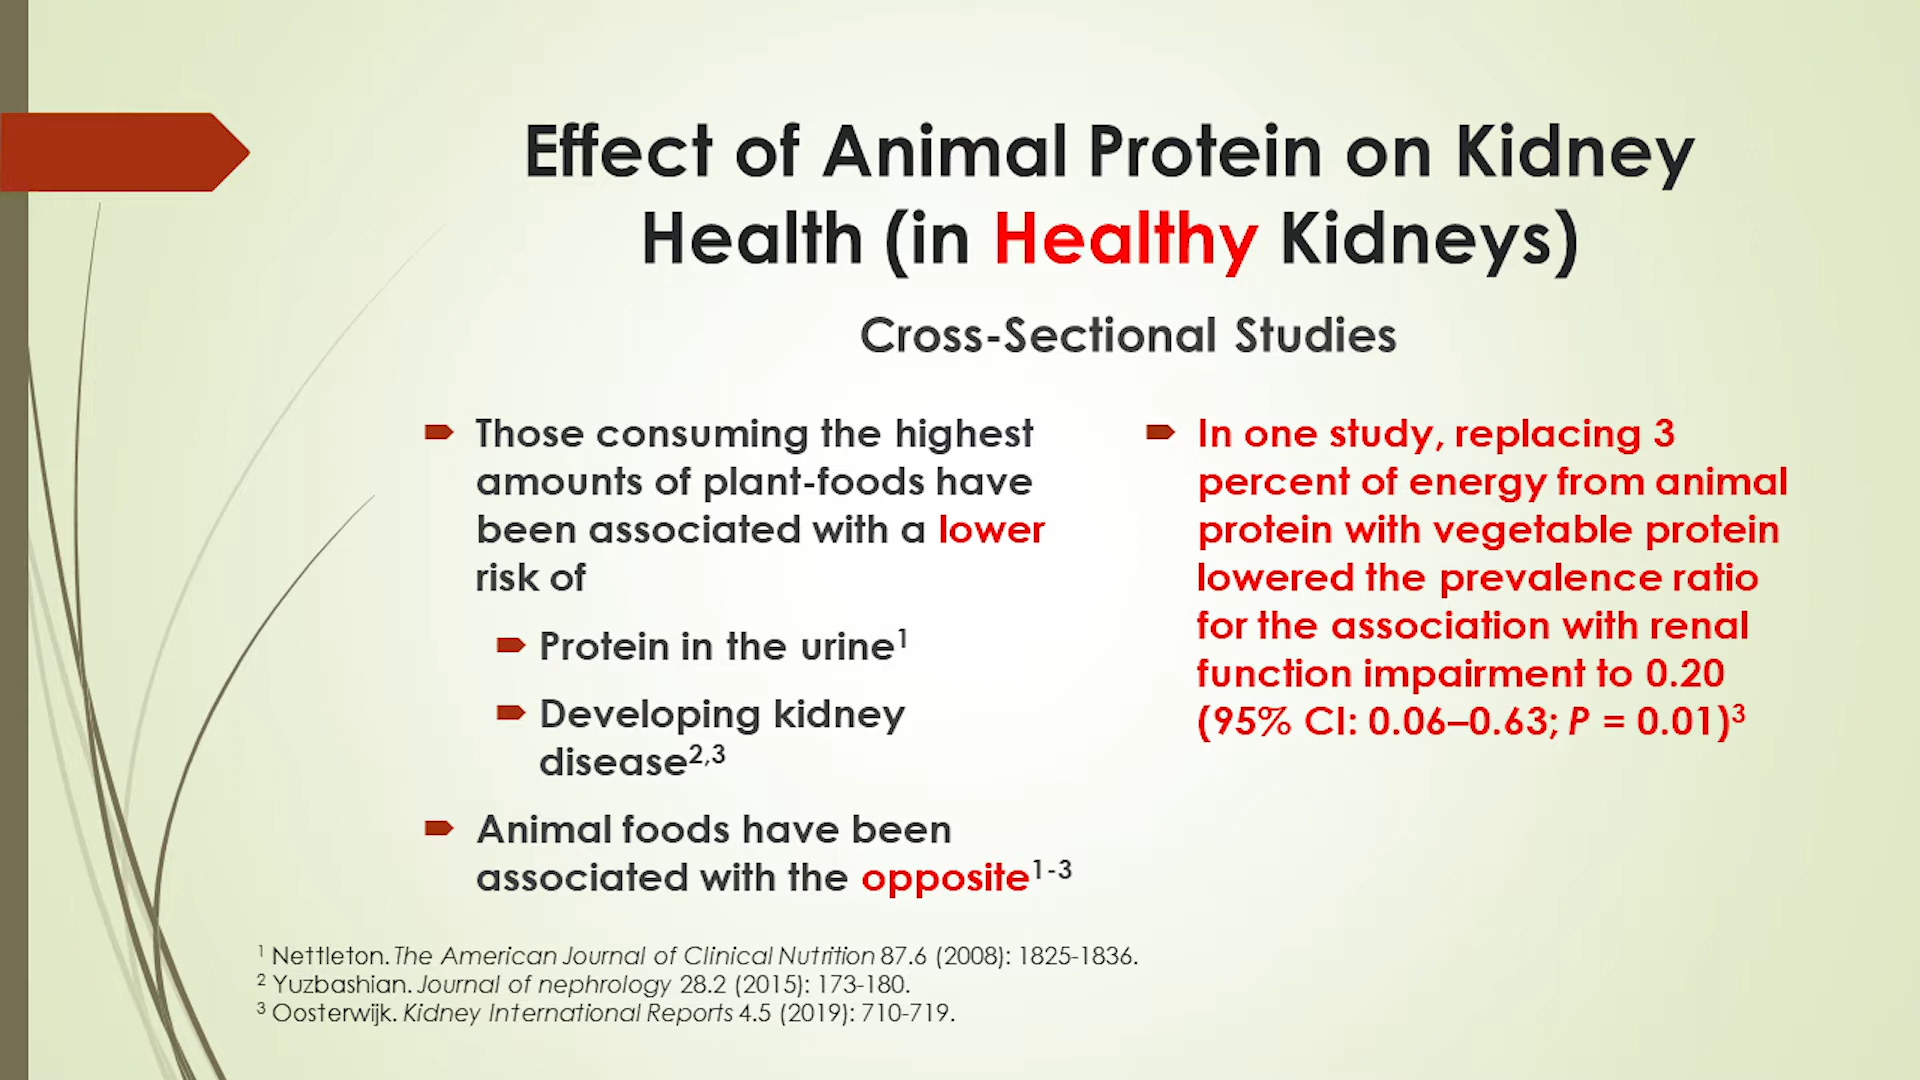 Effect of Animal Protein on Kidney
Health (in Healthy Kidneys)
Cross-Sectional Studies
Those consuming the highest
amounts of plant-foods have
been associated with a lower
risk of
Protein in the urine¹
Developing kidney
disease²,³
Animal foods have been
associated with the opposite¹-³
In one study, replacing 3
percent of energy from animal
protein with vegetable protein
lowered the prevalence ratio
for the association with renal
function impairment to 0.20
(95% CI: 0.06–0.63; P = 0.01)³
¹ Nettleton. The American Journal of Clinical Nutrition 87.6 (2008): 1825-1836.
² Yuzbashian. Journal of nephrology 28.2 (2015): 173-180.
³ Oosterwijk. Kidney International Reports 4.5 (2019): 710-719.